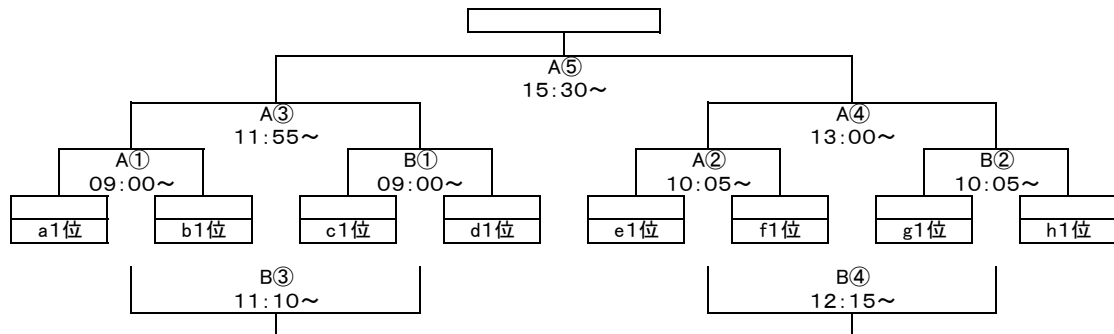 A⑤
15:30～
A③
11:55～
A④
13:00～
A①
09:00～
B①
09:00～
A②
10:05～
B②
10:05～
a1位
b1位
c1位
d1位
e1位
f1位
g1位
h1位
B③
11:10～
B④
12:15～